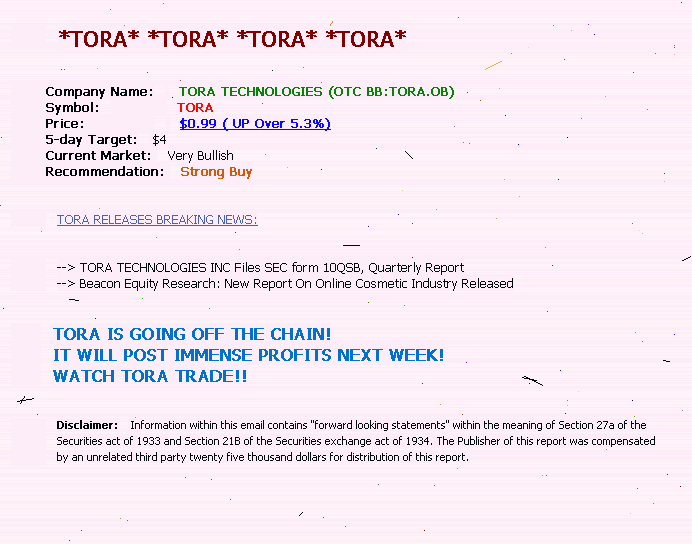 *TORA* *TORA* *TORA* *TORA*
Company Name: TORA TECHNOLOGIES (OTC BB:TORA.OB)
Symbol: TORA
Price: $0.99 ( UP Over 5.3%)
5-day Target: $4
Current Market: Very Bullish
Recommendation: Strong Buy
TORA RELEASES BREAKING NEWS:
--> TORA TECHNOLOGIES INC Files SEC form 10QSB, Quarterly Report
--> Beacon Equity Research: New Report On Online Cosmetic Industry Released
TORA IS GOING OFF THE CHAIN!
IT WILL POST IMMENSE PROFITS NEXT WEEK!
WATCH TORA TRADE!!
Disclaimer: Information within this email contains "forward looking statements" within the meaning of Section 27a of the
Securities act of 1933 and Section 21B of the Securities exchange act of 1934. The Publisher of this report was compensated
by an unrelated third party twenty five thousand dollars for distribution of this report.